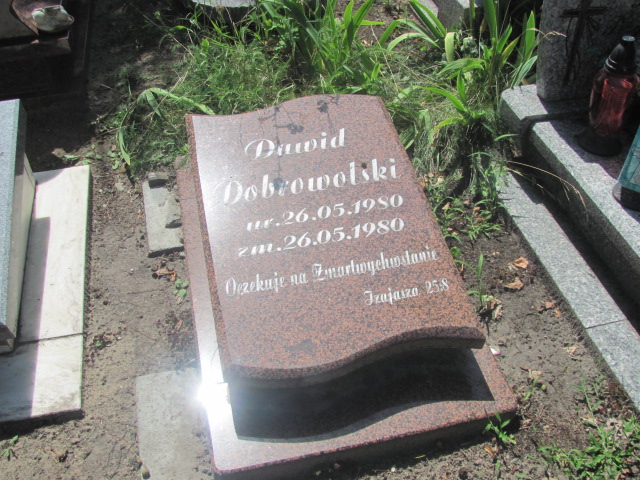 Dawid
Dobrowolski
ur.26.05.1980
zm.26.05.1980
Oczekuje na Zmartwychwstanie
Izajasza 25:8